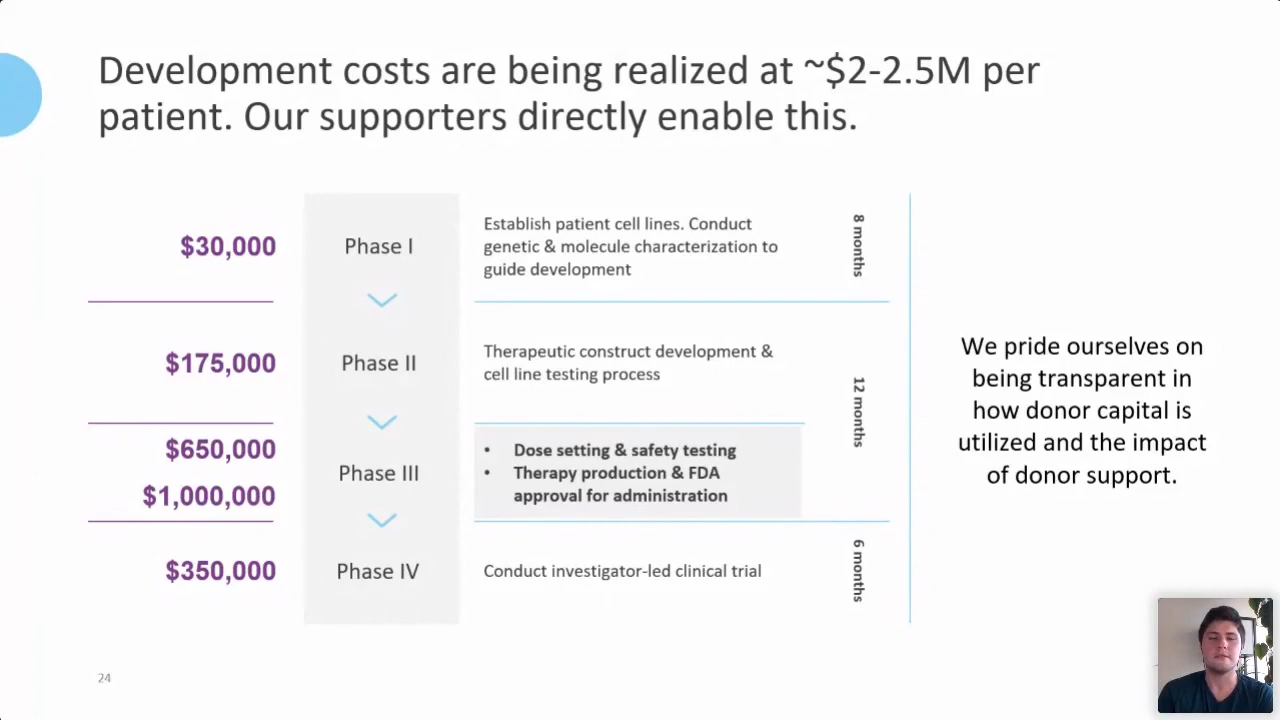 Development costs are being realized at ~$2-2.5M per
patient. Our supporters directly enable this.
$30,000
Phase I
Establish patient cell lines. Conduct
genetic & molecule characterization to
guide development
8 months
$175,000
Phase II
Therapeutic construct development &
cell line testing process
12 months
$650,000
$1,000,000
Phase III
• Dose setting & safety testing
• Therapy production & FDA
approval for administration
$350,000
Phase IV
Conduct investigator-led clinical trial
6 months
We pride ourselves on
being transparent in
how donor capital is
utilized and the impact
of donor support.
24